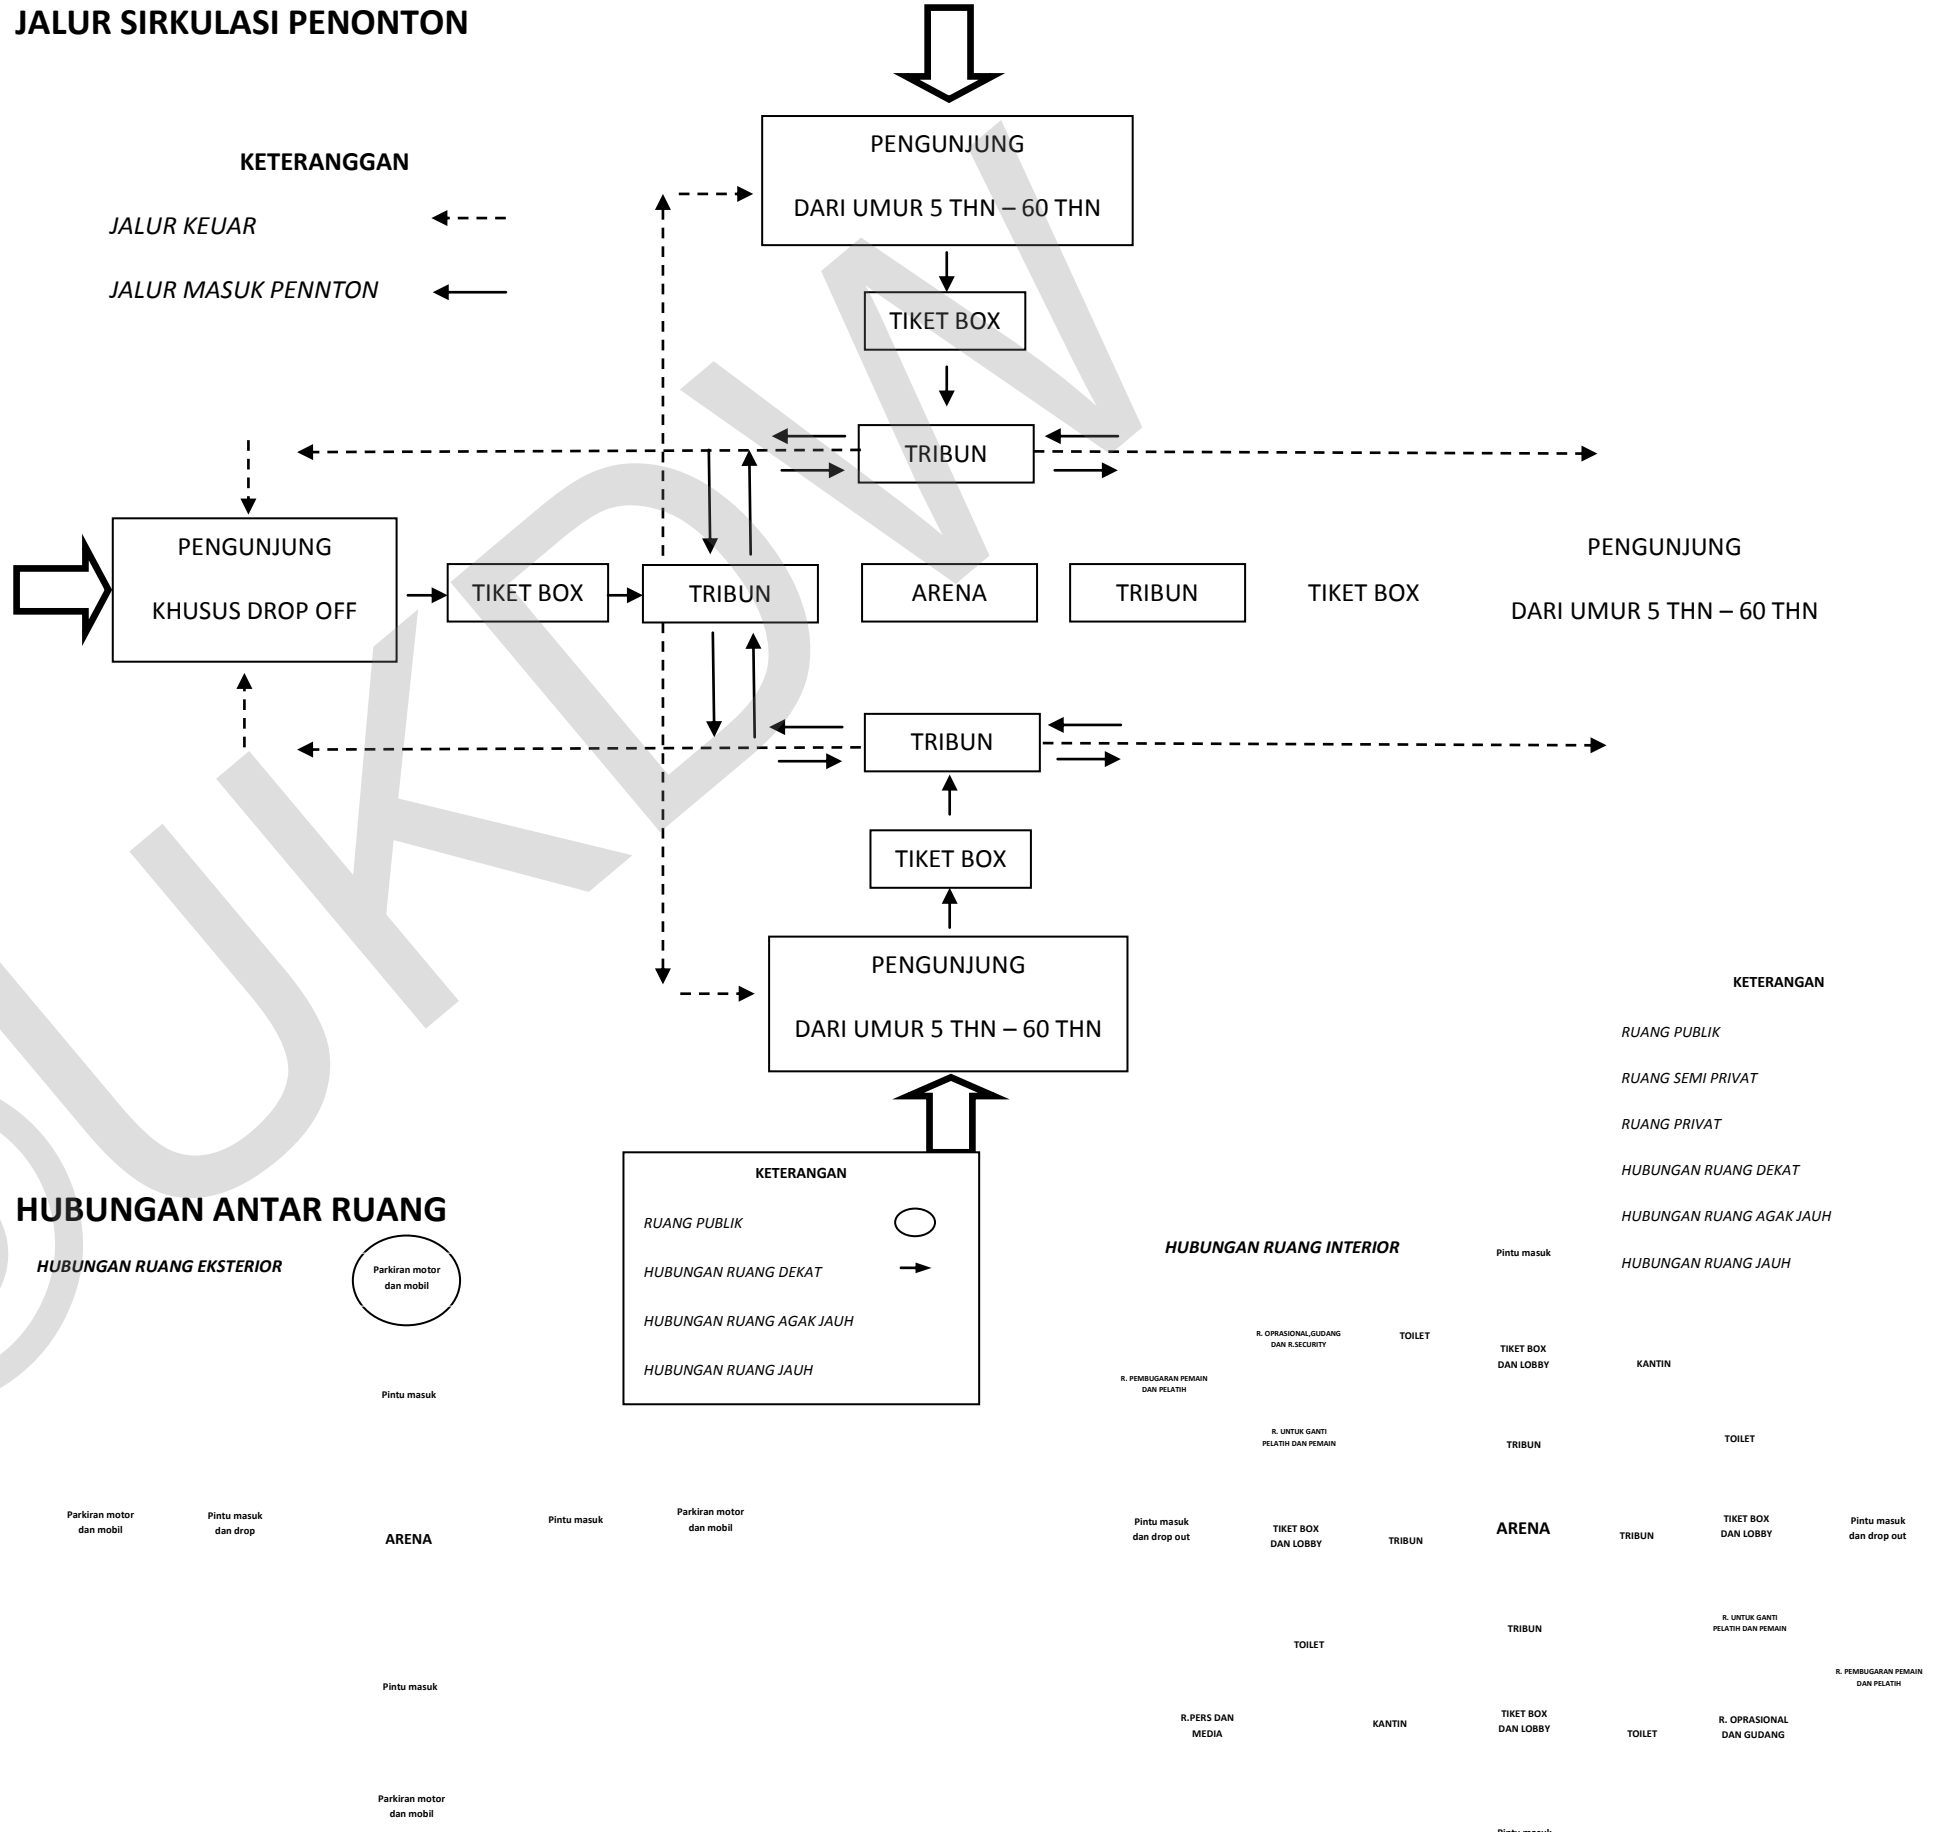 JALUR SIRKULASI PENONTON
KETERANGGAN
JALUR KEUAR
JALUR MASUK PENNTON
PENGUNJUNG
DARI UMUR 5 THN – 60 THN
TIKET BOX
TRIBUN
PENGUNJUNG
KHUSUS DROP OFF
TIKET BOX
TRIBUN
ARENA
TRIBUN
TIKET BOX
PENGUNJUNG
DARI UMUR 5 THN – 60 THN
TRIBUN
TIKET BOX
PENGUNJUNG
DARI UMUR 5 THN – 60 THN
HUBUNGAN ANTAR RUANG
HUBUNGAN RUANG EKSTERIOR
Parkiran motor
dan mobil
Pintu masuk
Parkiran motor
dan mobil
Pintu masuk
dan drop
ARENA
Pintu masuk
Parkiran motor
dan mobil
Pintu masuk
Parkiran motor
dan mobil
KETERANGAN
RUANG PUBLIK
HUBUNGAN RUANG DEKAT
HUBUNGAN RUANG AGAK JAUH
HUBUNGAN RUANG JAUH
KETERANGAN
RUANG PUBLIK
RUANG SEMI PRIVAT
RUANG PRIVAT
HUBUNGAN RUANG DEKAT
HUBUNGAN RUANG AGAK JAUH
HUBUNGAN RUANG JAUH
HUBUNGAN RUANG INTERIOR
Pintu masuk
R. OPRASIONAL,GUDANG
DAN R.SECURITY
TOILET
TIKET BOX
DAN LOBBY
KANTIN
R. PEMBUGARAN PEMAIN
DAN PELATIH
R. UNTUK GANTI
PELATIH DAN PEMAIN
TRIBUN
TOILET
Pintu masuk
dan drop out
TIKET BOX
DAN LOBBY
TRIBUN
ARENA
TRIBUN
TIKET BOX
DAN LOBBY
Pintu masuk
dan drop out
TOILET
TRIBUN
R. UNTUK GANTI
PELATIH DAN PEMAIN
R. PEMBUGARAN PEMAIN
DAN PELATIH
R.PERS DAN
MEDIA
KANTIN
TIKET BOX
DAN LOBBY
TOILET
R. OPRASIONAL
DAN GUDANG
Pintu masuk
©UKDW